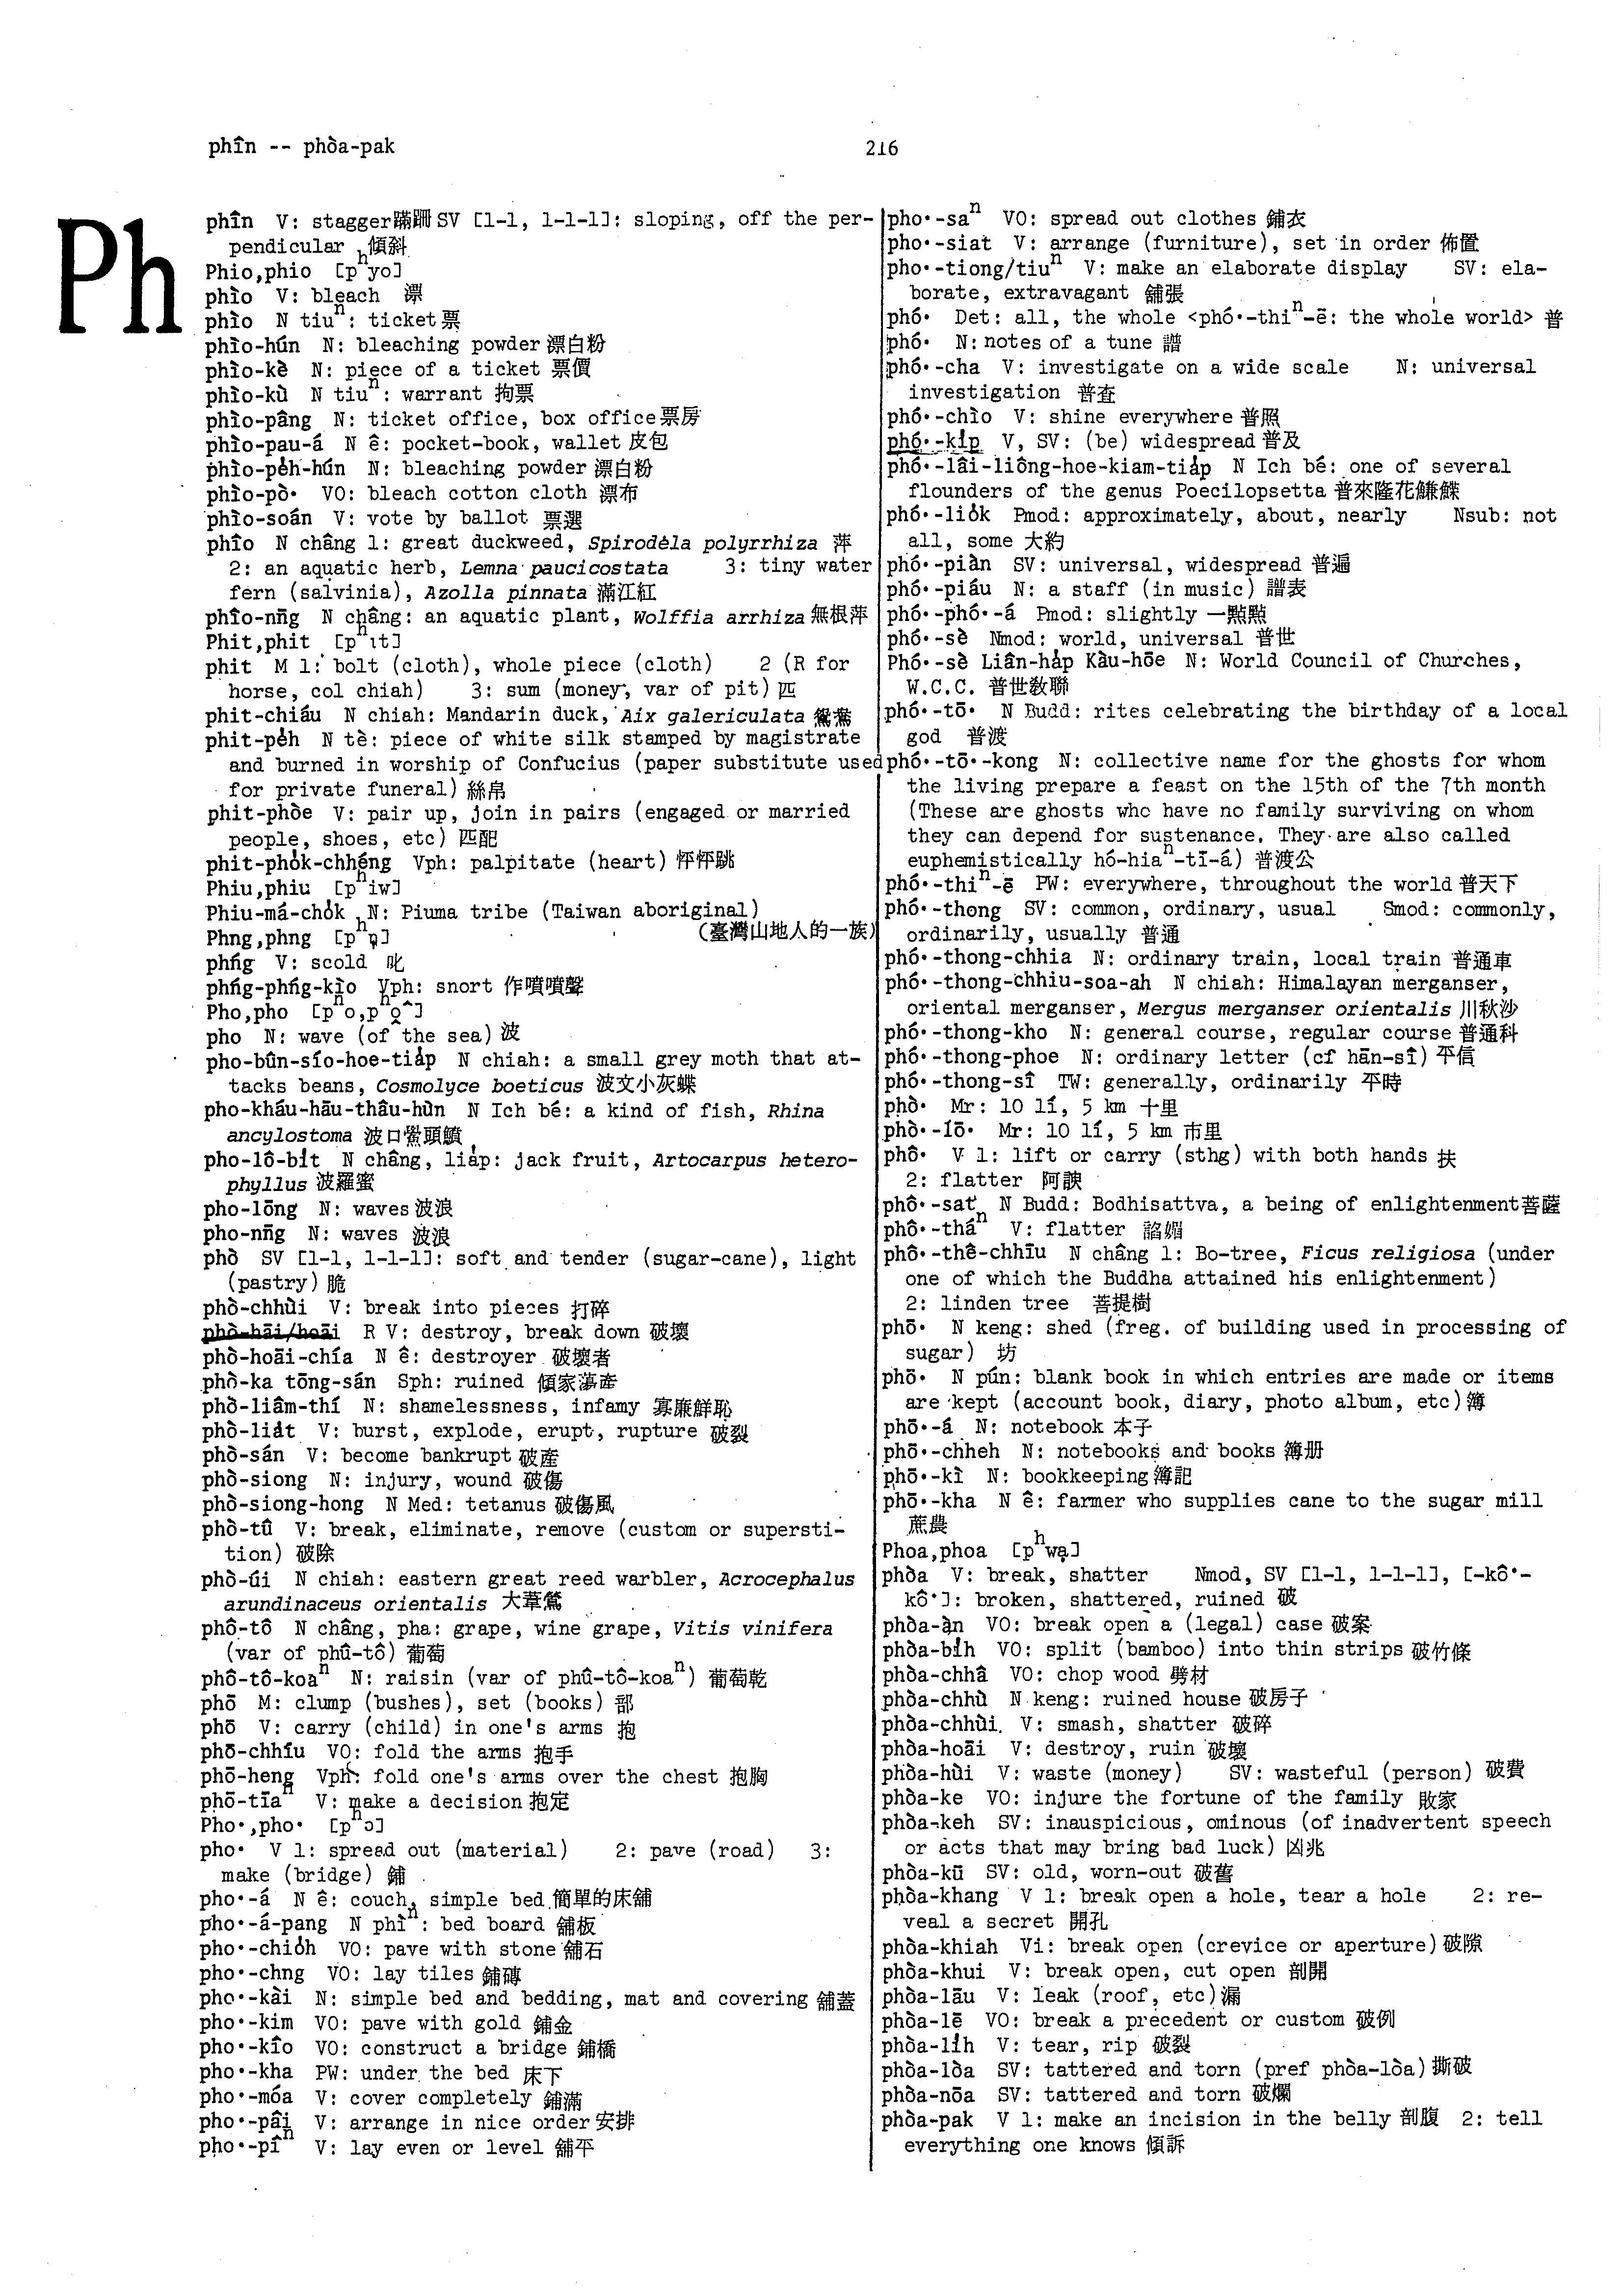 phîn -- phòa-pak
216
Ph
phîn V: stagger蹣跚 SV [1-1, 1-1-1]: sloping, off the per-
pendicular 傾斜
Phio,phio [pʰyo]
phìo V: bleach 漂
phìo N tiuⁿ: ticket 票
phìo-hún N: bleaching powder 漂白粉
phìo-kè N: piece of a ticket 票價
phìo-kù N tiuⁿ: warrant 拘票
phìo-pâng N: ticket office, box office 票房
phìo-pau-á N ê: pocket-book, wallet 皮包
phìo-pe̍h-hún N: bleaching powder 漂白粉
phìo-pò· VO: bleach cotton cloth 漂布
phìo-soán V: vote by ballot 票選
phîo N châng 1: great duckweed, Spirodela polyrrhiza 萍
2: an aquatic herb, Lemna paucicostata 3: tiny water
fern (salvinia), Azolla pinnata 滿江紅
phîo-nn̄g N châng: an aquatic plant, Wolffia arrhiza 無根萍
Phit,phit [pʰɩt]
phit M 1: bolt (cloth), whole piece (cloth) 2 (R for
horse, col chiah) 3: sum (money, var of pit) 匹
phit-chiáu N chiah: Mandarin duck, Aix galericulata 鴛鴦
phit-pe̍h N tè: piece of white silk stamped by magistrate
and burned in worship of Confucius (paper substitute used
for private funeral) 絲帛
phit-phòe V: pair up, join in pairs (engaged or married
people, shoes, etc) 匹配
phit-pho̍k-chhéng Vph: palpitate (heart) 怦怦跳
Phiu,phiu [pʰiw]
Phiu-má-cho̍k N: Piuma tribe (Taiwan aboriginal)
(臺灣山地人的一族)
Phng,phng [pʰŋ̩]
phńg V: scold 叱
phńg-phńg-kìo Vph: snort 作噴噴聲
Pho,pho [pʰo,pʰo̯^]
pho N: wave (of the sea) 波
pho-bûn-sío-hoe-tia̍p N chiah: a small grey moth that at-
tacks beans, Cosmolyce boeticus 波文小灰蝶
pho-kháu-hāu-thâu-hùn N Ich bé: a kind of fish, Rhina
ancylostoma 波口鱟頭鱝
pho-lô-bi̍t N châng, lia̍p: jack fruit, Artocarpus hetero-
phyllus 波羅蜜
pho-lōng N: waves 波浪
pho-nn̄g N: waves 波浪
phò SV [1-1, 1-1-1]: soft and tender (sugar-cane), light
(pastry) 脆
phò-chhùi V: break into pieces 打碎
phò-hāi/hoāi R V: destroy, break down 破壞
phò-hoāi-chía N ê: destroyer 破壞者
phò-ka tōng-sán Sph: ruined 傾家蕩產
phò-liâm-thí N: shamelessness, infamy 寡廉鮮恥
phò-lia̍t V: burst, explode, erupt, rupture 破裂
phò-sán V: become bankrupt 破產
phò-siong N: injury, wound 破傷
phò-siong-hong N Med: tetanus 破傷風
phò-tû V: break, eliminate, remove (custom or supersti-
tion) 破除
phò-úi N chiah: eastern great reed warbler, Acrocephalus
arundinaceus orientalis 大葦鶯
phô-tô N châng, pha: grape, wine grape, Vitis vinifera
(var of phû-tô) 葡萄
phô-tô-koaⁿ N: raisin (var of phû-tô-koaⁿ) 葡萄乾
phō M: clump (bushes), set (books) 部
phō V: carry (child) in one's arms 抱
phō-chhíu VO: fold the arms 抱手
phō-heng Vph: fold one's arms over the chest 抱胸
phō-tīaⁿ V: make a decision 抱定
Pho·,pho· [pʰɔ]
pho· V 1: spread out (material) 2: pave (road) 3:
make (bridge) 鋪
pho·-á N ê: couch, simple bed 簡單的床舖
pho·-á-pang N phìⁿ: bed board 舖板
pho·-chio̍h VO: pave with stone 舖石
pho·-chng VO: lay tiles 鋪磚
pho·-kài N: simple bed and bedding, mat and covering 舖蓋
pho·-kim VO: pave with gold 鋪金
pho·-kîo VO: construct a bridge 鋪橋
pho·-kha PW: under the bed 床下
pho·-móa V: cover completely 鋪滿
pho·-pâi V: arrange in nice order 安排
pho·-pîⁿ V: lay even or level 舖平
pho·-saⁿ VO: spread out clothes 鋪衣
pho·-siat V: arrange (furniture), set in order 佈置
pho·-tiong/tiuⁿ V: make an elaborate display SV: ela-
borate, extravagant 舖張
phó· Det: all, the whole <phó·-thiⁿ-ē: the whole world> 普
phó· N: notes of a tune 譜
phó·-cha V: investigate on a wide scale N: universal
investigation 普查
phó·-chìo V: shine everywhere 普照
phó·-ki̍p V, SV: (be) widespread 普及
phó·-lâi-liông-hoe-kiam-tia̍p N Ich bé: one of several
flounders of the genus Poecilopsetta 普來隆花鰜鰈
phó·-lio̍k Pmod: approximately, about, nearly Nsub: not
all, some 大約
phó·-piàn SV: universal, widespread 普遍
phó·-piáu N: a staff (in music) 譜表
phó·-phó·-á Pmod: slightly 一點點
phó·-sè Nmod: world, universal 普世
Phó·-sè Liân-ha̍p Kàu-hōe N: World Council of Churches,
W.C.C. 普世教聯
phó·-tō· N Budd: rites celebrating the birthday of a local
god 普渡
phó·-tō·-kong N: collective name for the ghosts for whom
the living prepare a feast on the 15th of the 7th month
(These are ghosts who have no family surviving on whom
they can depend for sustenance. They are also called
euphemistically hó-hiaⁿ-tī-á) 普渡公
phó·-thiⁿ-ē PW: everywhere, throughout the world 普天下
phó·-thong SV: common, ordinary, usual Smod: commonly,
ordinarily, usually 普通
phó·-thong-chhia N: ordinary train, local train 普通車
phó·-thong-chhiu-soa-ah N chiah: Himalayan merganser,
oriental merganser, Mergus merganser orientalis 川秋沙
phó·-thong-kho N: general course, regular course 普通科
phó·-thong-phoe N: ordinary letter (cf hān-sî) 平信
phó·-thong-sî TW: generally, ordinarily 平時
phò· Mr: 10 lí, 5 km 十里
phò·-lō· Mr: 10 lí, 5 km 市里
phô· V 1: lift or carry (sthg) with both hands 扶
2: flatter 阿諛
phô·-sat N Budd: Bodhisattva, a being of enlightenment菩薩
phô·-tháⁿ V: flatter 諂媚
phô·-thê-chhīu N châng 1: Bo-tree, Ficus religiosa (under
one of which the Buddha attained his enlightenment)
2: linden tree 菩提樹
phō· N keng: shed (freg. of building used in processing of
sugar) 坊
phō· N pún: blank book in which entries are made or items
are kept (account book, diary, photo album, etc) 簿
phō·-á N: notebook 本子
phō·-chheh N: notebooks and books 簿册
phō·-kì N: bookkeeping 簿記
phō·-kha N ê: farmer who supplies cane to the sugar mill
蔗農
Phoa,phoa [pʰwa̯]
phòa V: break, shatter Nmod, SV [1-1, 1-1-1], [-kô·-
kô·]: broken, shattered, ruined 破
phòa-àn VO: break open a (legal) case 破案
phòa-bi̍h VO: split (bamboo) into thin strips 破竹條
phòa-chhâ VO: chop wood 劈材
phòa-chhù N keng: ruined house 破房子
phòa-chhùi V: smash, shatter 破碎
phòa-hoāi V: destroy, ruin 破壞
phòa-hùi V: waste (money) SV: wasteful (person) 破費
phòa-ke VO: injure the fortune of the family 敗家
phòa-keh SV: inauspicious, ominous (of inadvertent speech
or acts that may bring bad luck) 凶兆
phòa-kū SV: old, worn-out 破舊
phòa-khang V 1: break open a hole, tear a hole 2: re-
veal a secret 開孔
phòa-khiah Vi: break open (crevice or aperture) 破隙
phòa-khui V: break open, cut open 剖開
phòa-lāu V: leak (roof, etc) 漏
phòa-lē VO: break a precedent or custom 破例
phòa-li̍h V: tear, rip 破裂
phòa-lòa SV: tattered and torn (pref phòa-lòa) 撕破
phòa-nōa SV: tattered and torn 破爛
phòa-pak V 1: make an incision in the belly 剖腹 2: tell
everything one knows 傾訴